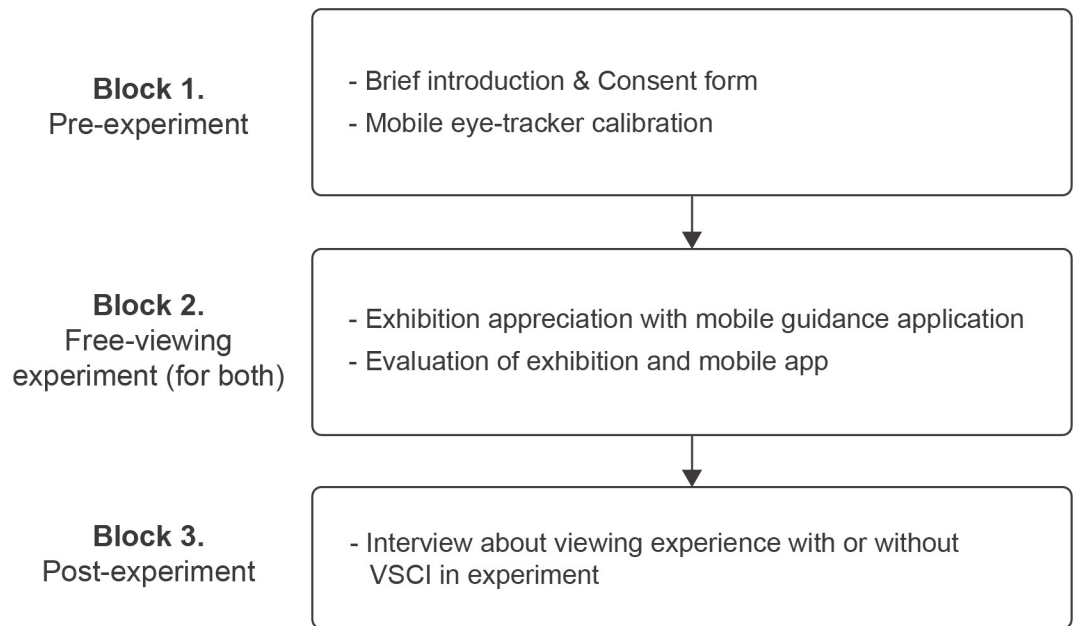 Block 1.
Pre-experiment
- Brief introduction & Consent form
- Mobile eye-tracker calibration
Block 2.
Free-viewing
experiment (for both)
- Exhibition appreciation with mobile guidance application
- Evaluation of exhibition and mobile app
Block 3.
Post-experiment
- Interview about viewing experience with or without
VSCI in experiment